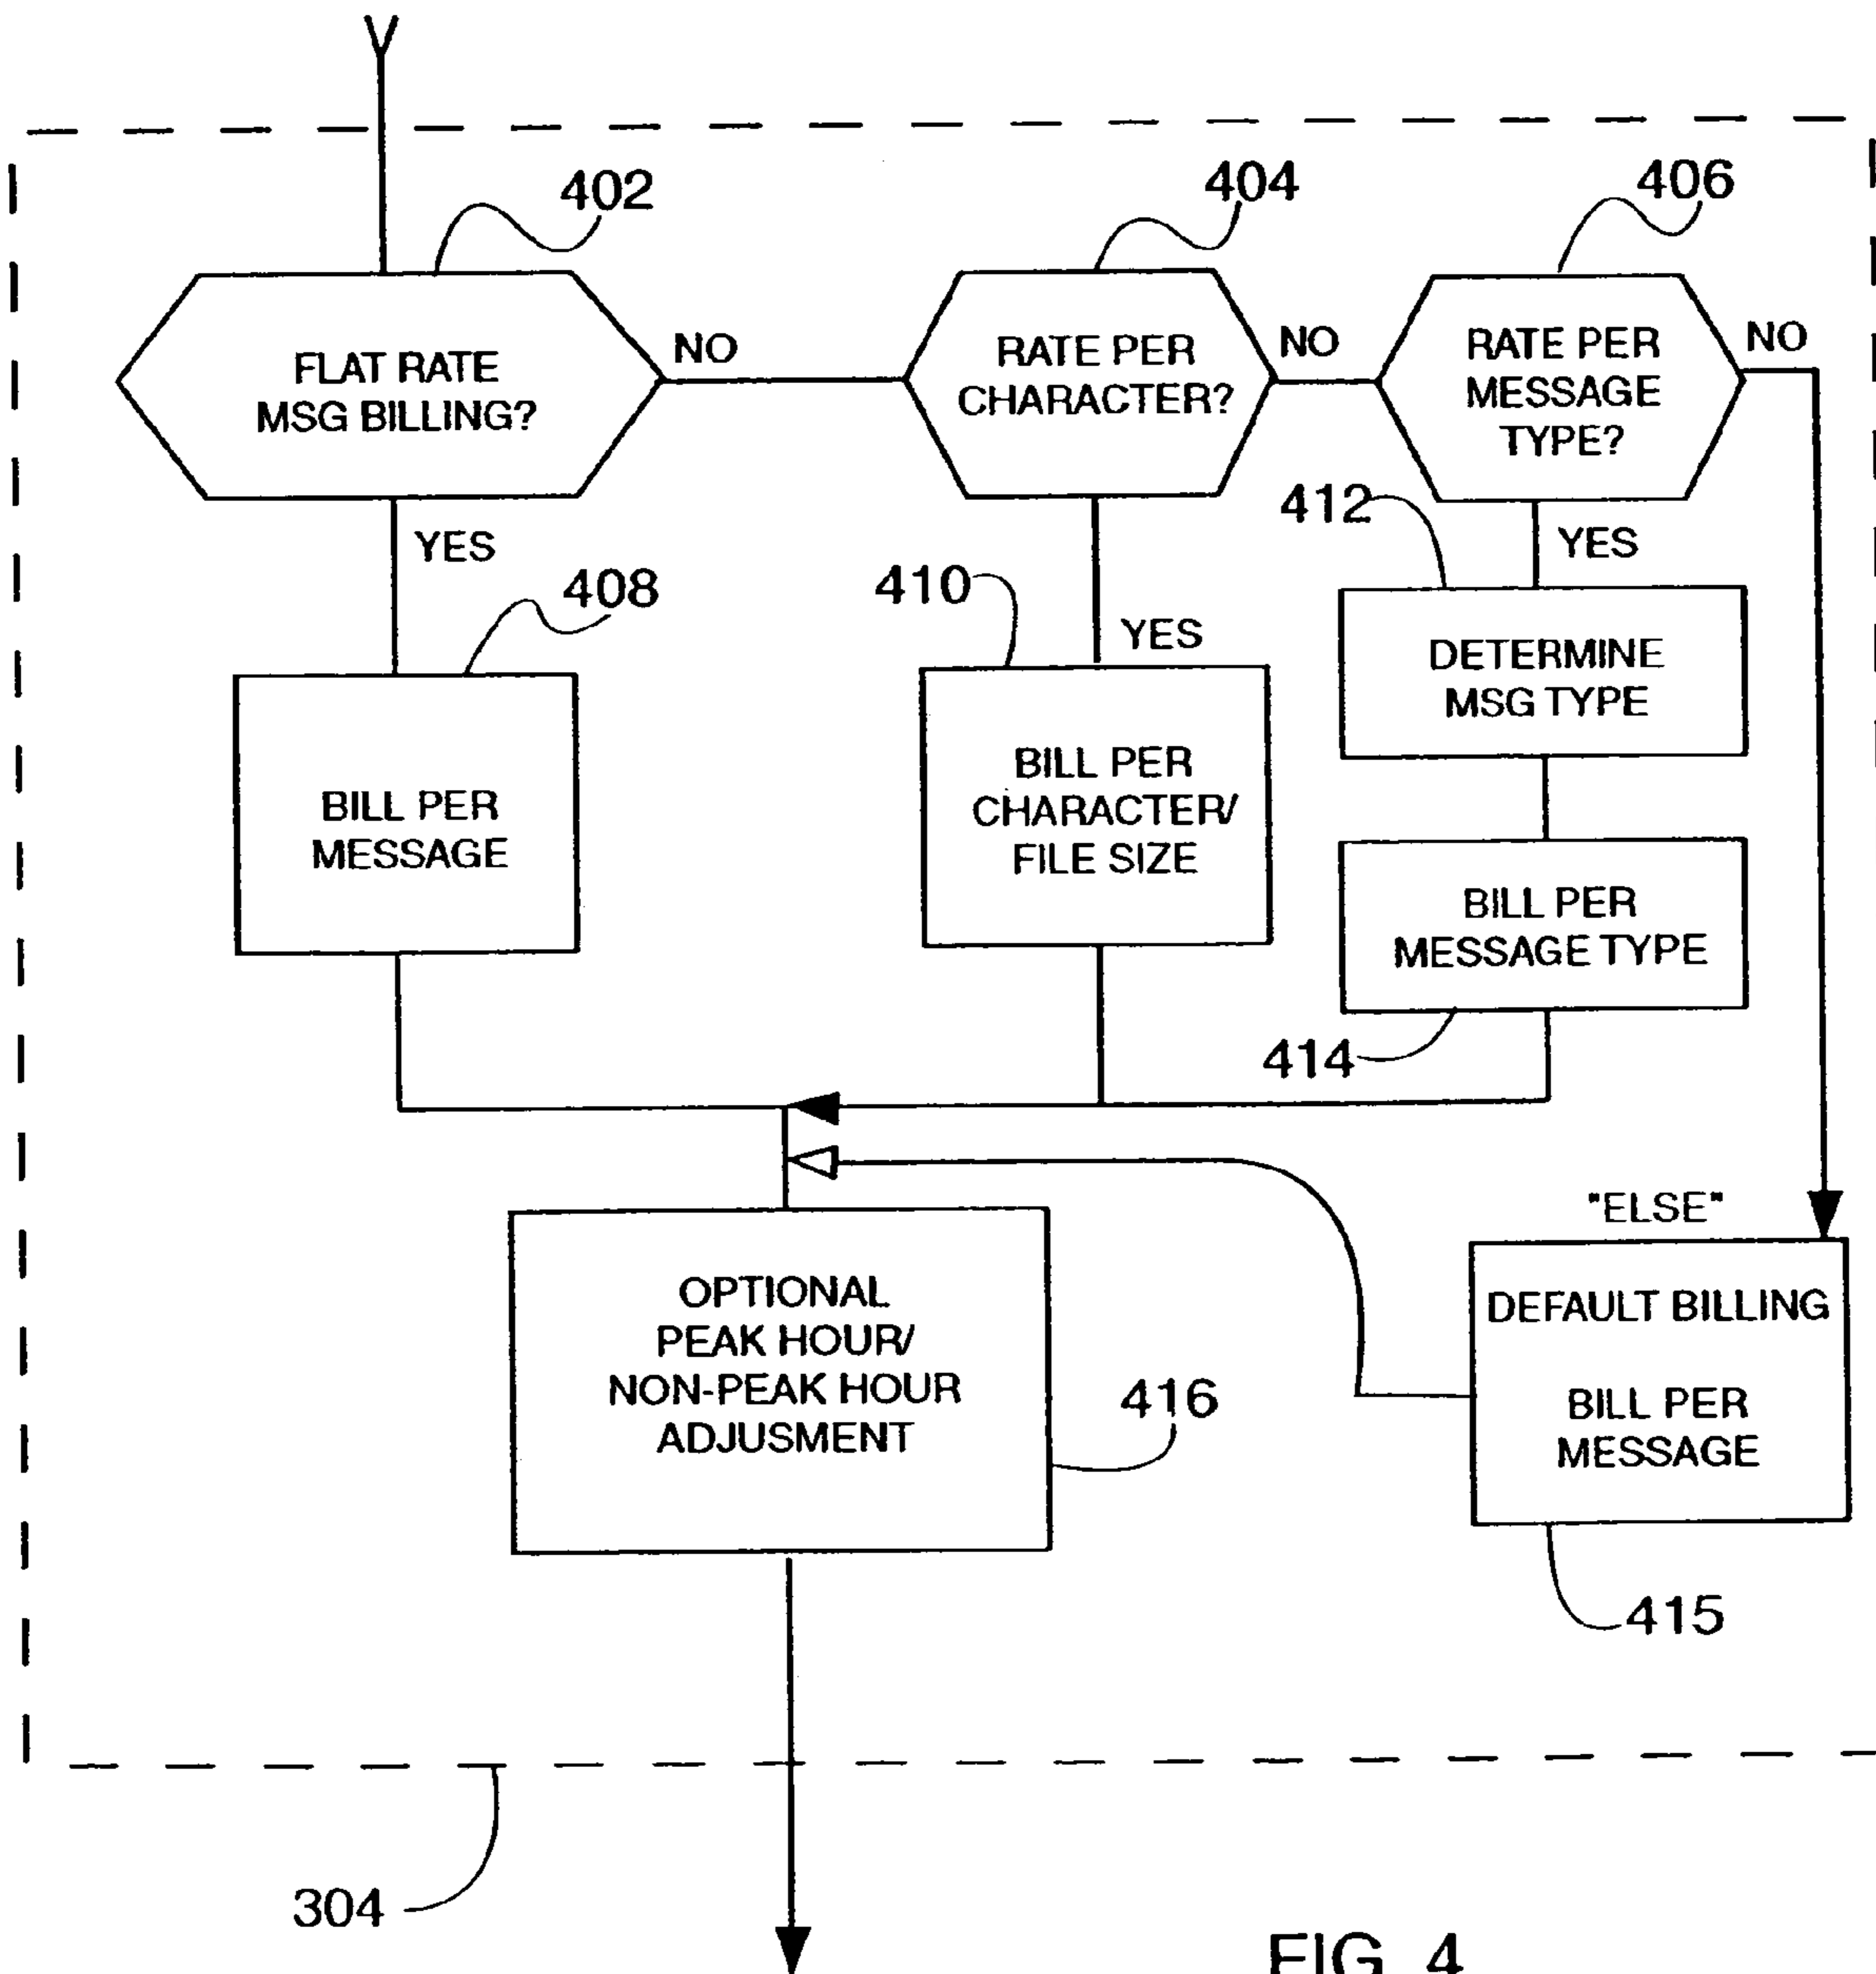 402
404
406
FLAT RATE
MSG BILLING?
NO
RATE PER
CHARACTER?
NO
RATE PER
MESSAGE
TYPE?
NO
YES
408
BILL PER
MESSAGE
410
YES
BILL PER
CHARACTER/
FILE SIZE
412
YES
DETERMINE
MSG TYPE
BILL PER
MESSAGE TYPE
414
"ELSE"
DEFAULT BILLING
BILL PER
MESSAGE
415
OPTIONAL
PEAK HOUR/
NON-PEAK HOUR
ADJUSMENT
416
304
FIG. 4